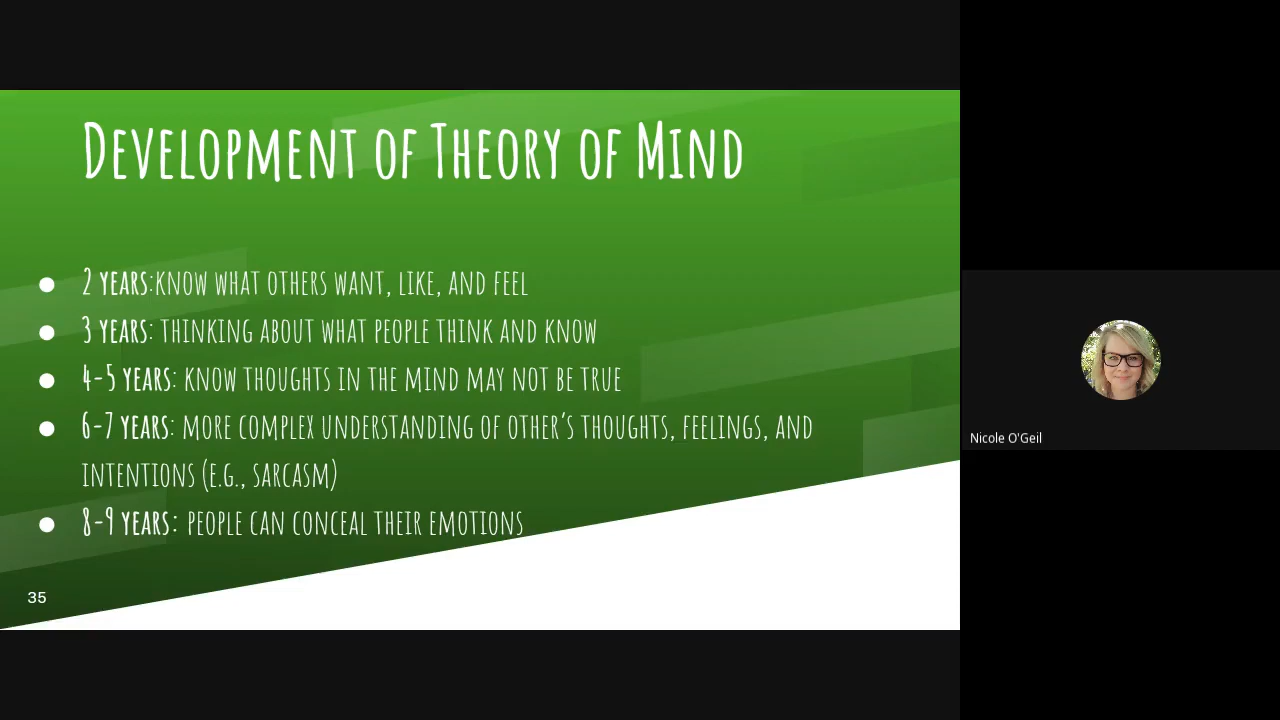 Development of Theory of Mind
2 years:know what others want, like, and feel
3 years: thinking about what people think and know
4-5 years: know thoughts in the mind may not be true
6-7 years: more complex understanding of other's thoughts, feelings, and
intentions (e.g., sarcasm)
8-9 years: people can conceal their emotions
35
Nicole O'Geil